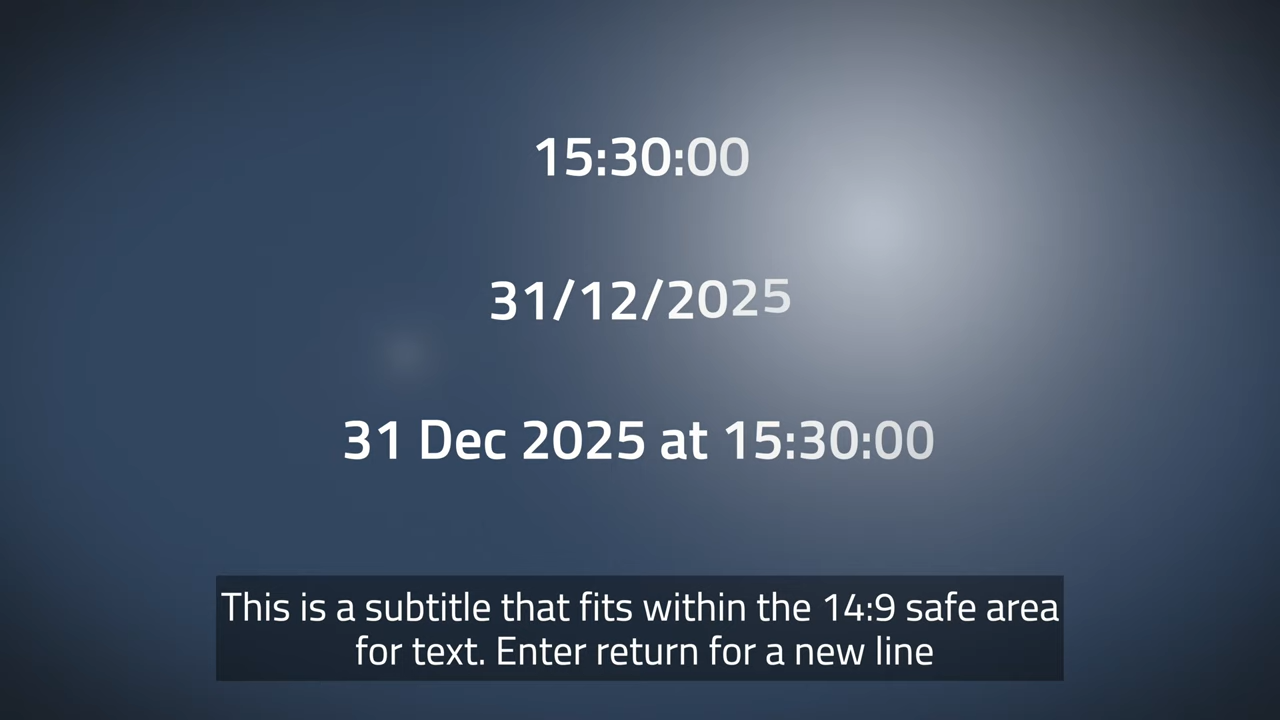 15:30:00
31/12/2025
31 Dec 2025 at 15:30:00
This is a subtitle that fits within the 14:9 safe area
for text. Enter return for a new line